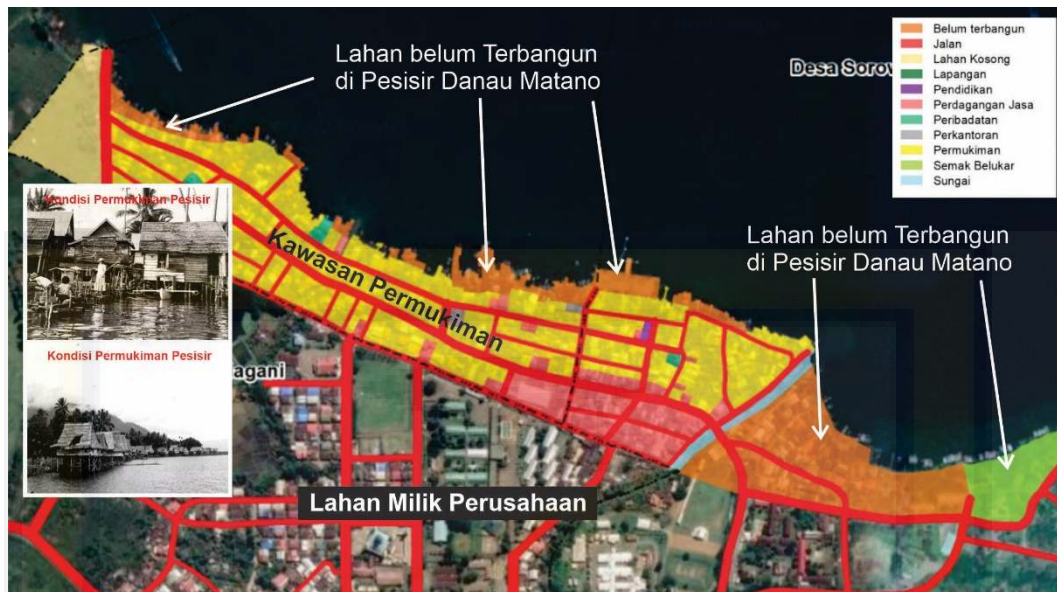 Lahan belum Terbangun
di Pesisir Danau Matano
Desa Sorov
Belum terbangun
Jalan
Lahan Kosong
Lapangan
Pendidikan
Perdagangan Jasa
Peribadatan
Perkantoran
Permukiman
Semak Belukar
Sungai
Kondisi Permukiman Pesisir
Kawasan Permukiman
Lahan belum Terbangun
di Pesisir Danau Matano
Kondisi Permukiman Pesisir
agani
Lahan Milik Perusahaan